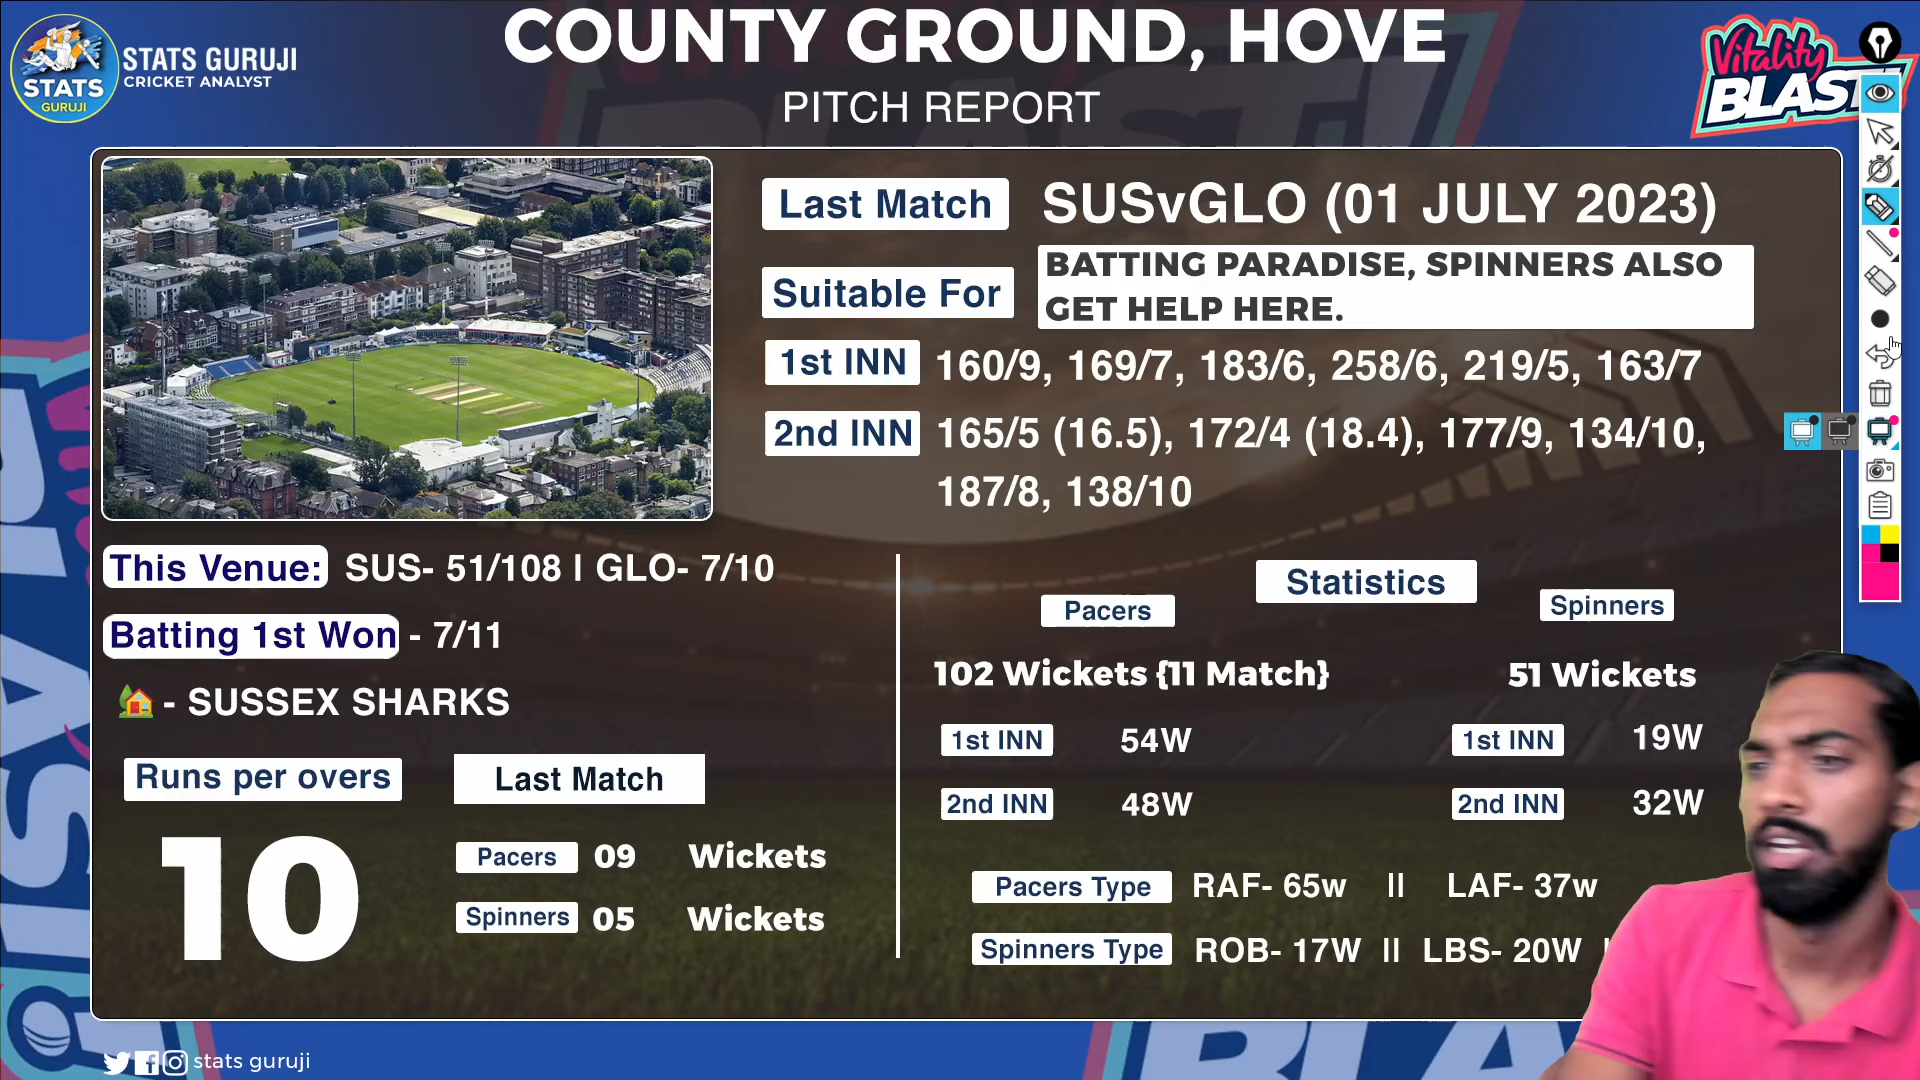 COUNTY GROUND, HOVE
PITCH REPORT
STATS GURUJI
CRICKET ANALYST
STATS
GURUJI
Vitality
BLAST
Last Match SUSvGLO (01 JULY 2023)
Suitable For BATTING PARADISE, SPINNERS ALSO
GET HELP HERE.
1st INN 160/9, 169/7, 183/6, 258/6, 219/5, 163/7
2nd INN 165/5 (16.5), 172/4 (18.4), 177/9, 134/10,
187/8, 138/10
This Venue: SUS- 51/108 | GLO- 7/10
Batting 1st Won - 7/11
- SUSSEX SHARKS
Runs per overs
10
Last Match
Pacers 09 Wickets
Spinners 05 Wickets
Statistics
Pacers
Spinners
102 Wickets {11 Match}
51 Wickets
1st INN 54W
1st INN 19W
2nd INN 48W
2nd INN 32W
Pacers Type RAF- 65w || LAF- 37w
Spinners Type ROB- 17W || LBS- 20W
stats guruji